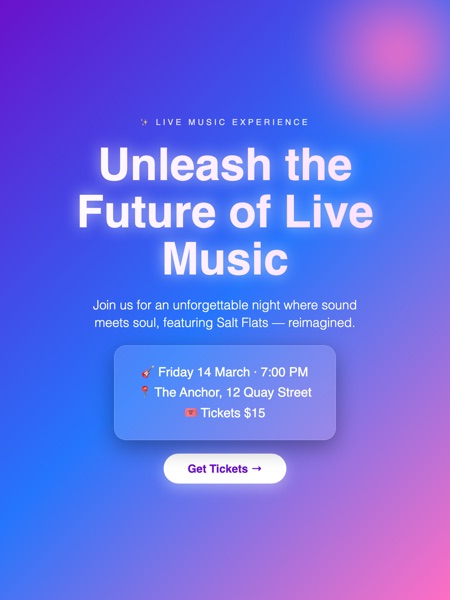 ✨ LIVE MUSIC EXPERIENCE
Unleash the
Future of Live
Music
Join us for an unforgettable night where sound
meets soul, featuring Salt Flats — reimagined.
🎸 Friday 14 March · 7:00 PM
📍 The Anchor, 12 Quay Street
🎟️ Tickets $15
Get Tickets →